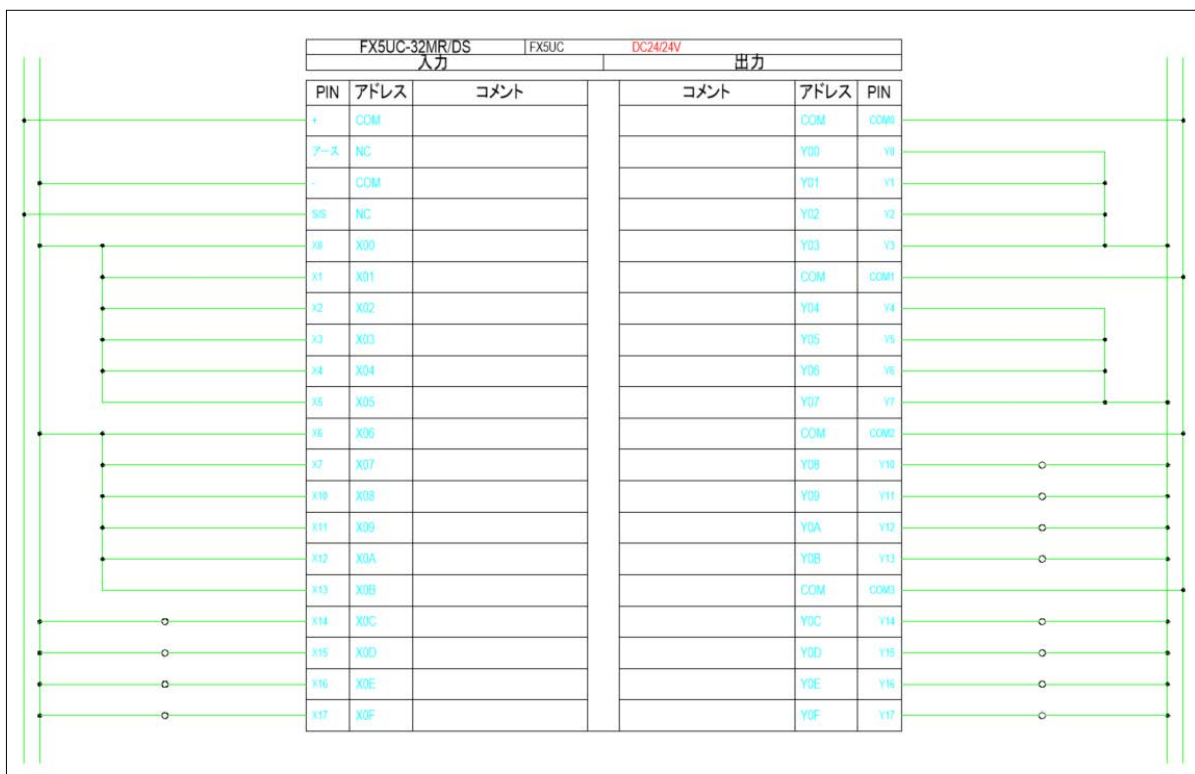 FX5UC-32MR/DS FX5UC DC24/24V
入力 出力
PIN アドレス コメント コメント アドレス PIN
+ COM COM COM0
アース NC Y00 Y0
- COM Y01 Y1
S/S NC Y02 Y2
X0 X00 Y03 Y3
X1 X01 COM COM1
X2 X02 Y04 Y4
X3 X03 Y05 Y5
X4 X04 Y06 Y6
X5 X05 Y07 Y7
X6 X06 COM COM2
X7 X07 Y08 Y10
X10 X08 Y09 Y11
X11 X09 Y0A Y12
X12 X0A Y0B Y13
X13 X0B COM COM3
X14 X0C Y0C Y14
X15 X0D Y0D Y15
X16 X0E Y0E Y16
X17 X0F Y0F Y17